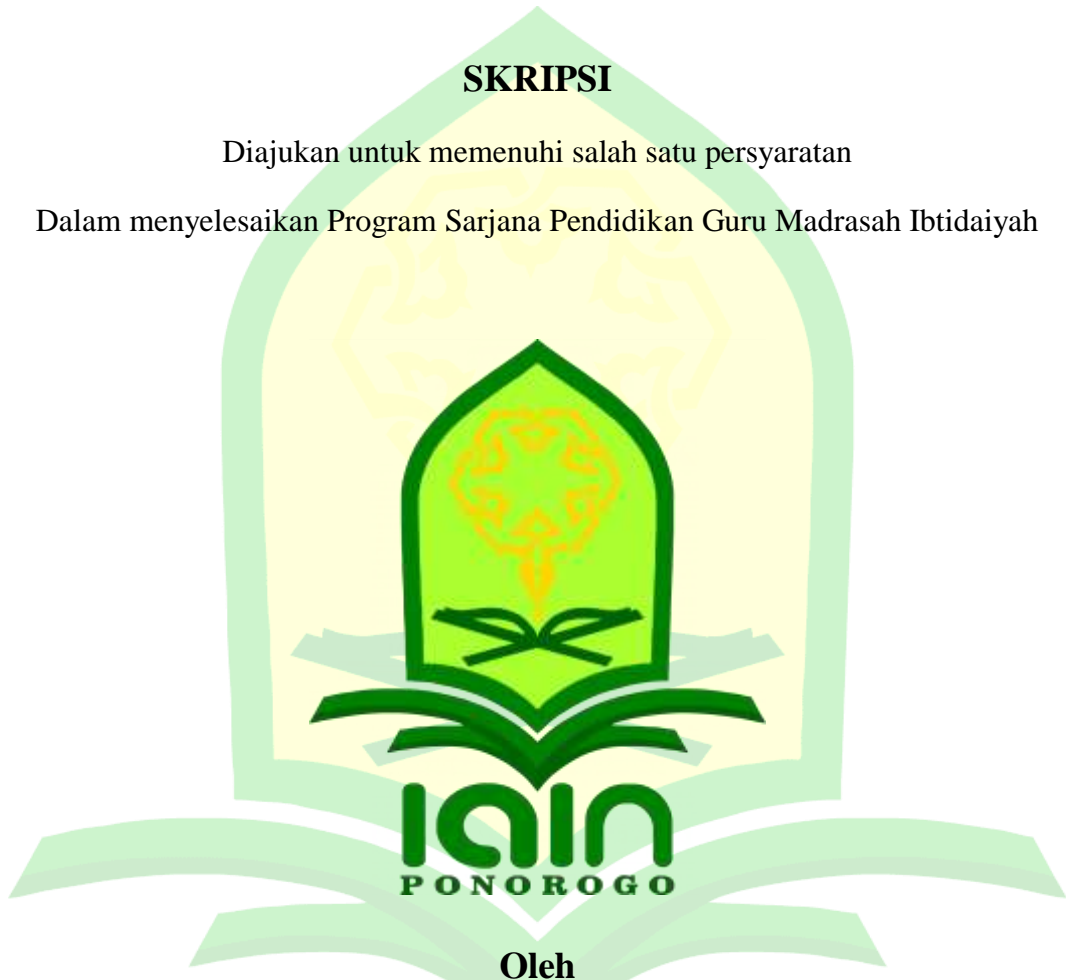 SKRIPSI
Diajukan untuk memenuhi salah satu persyaratan
Dalam menyelesaikan Program Sarjana Pendidikan Guru Madrasah Ibtidaiyah
IAIN
PONOROGO
Oleh